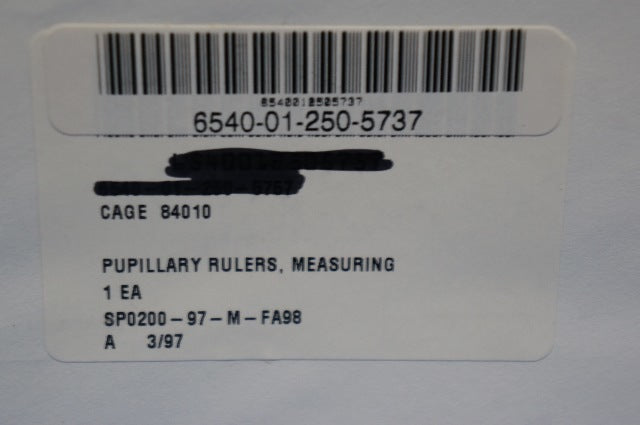 6540-01-250-5737
CAGE 84010
PUPILLARY RULERS, MEASURING
1 EA
SP0200-97-M-FA98
A 3/97